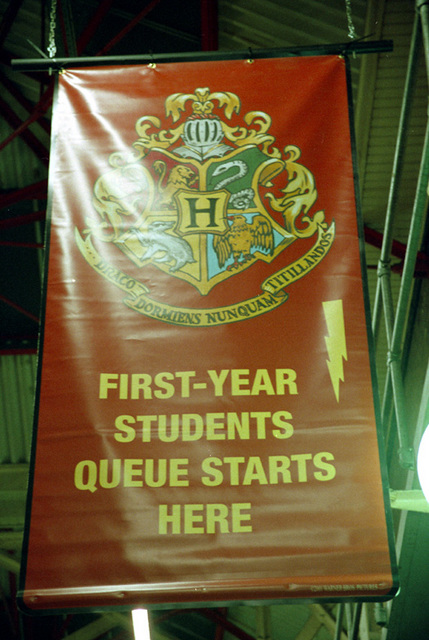 H
DRACO DORMIENS NUNQUAM TITILLANDUS
FIRST-YEAR
STUDENTS
QUEUE STARTS
HERE